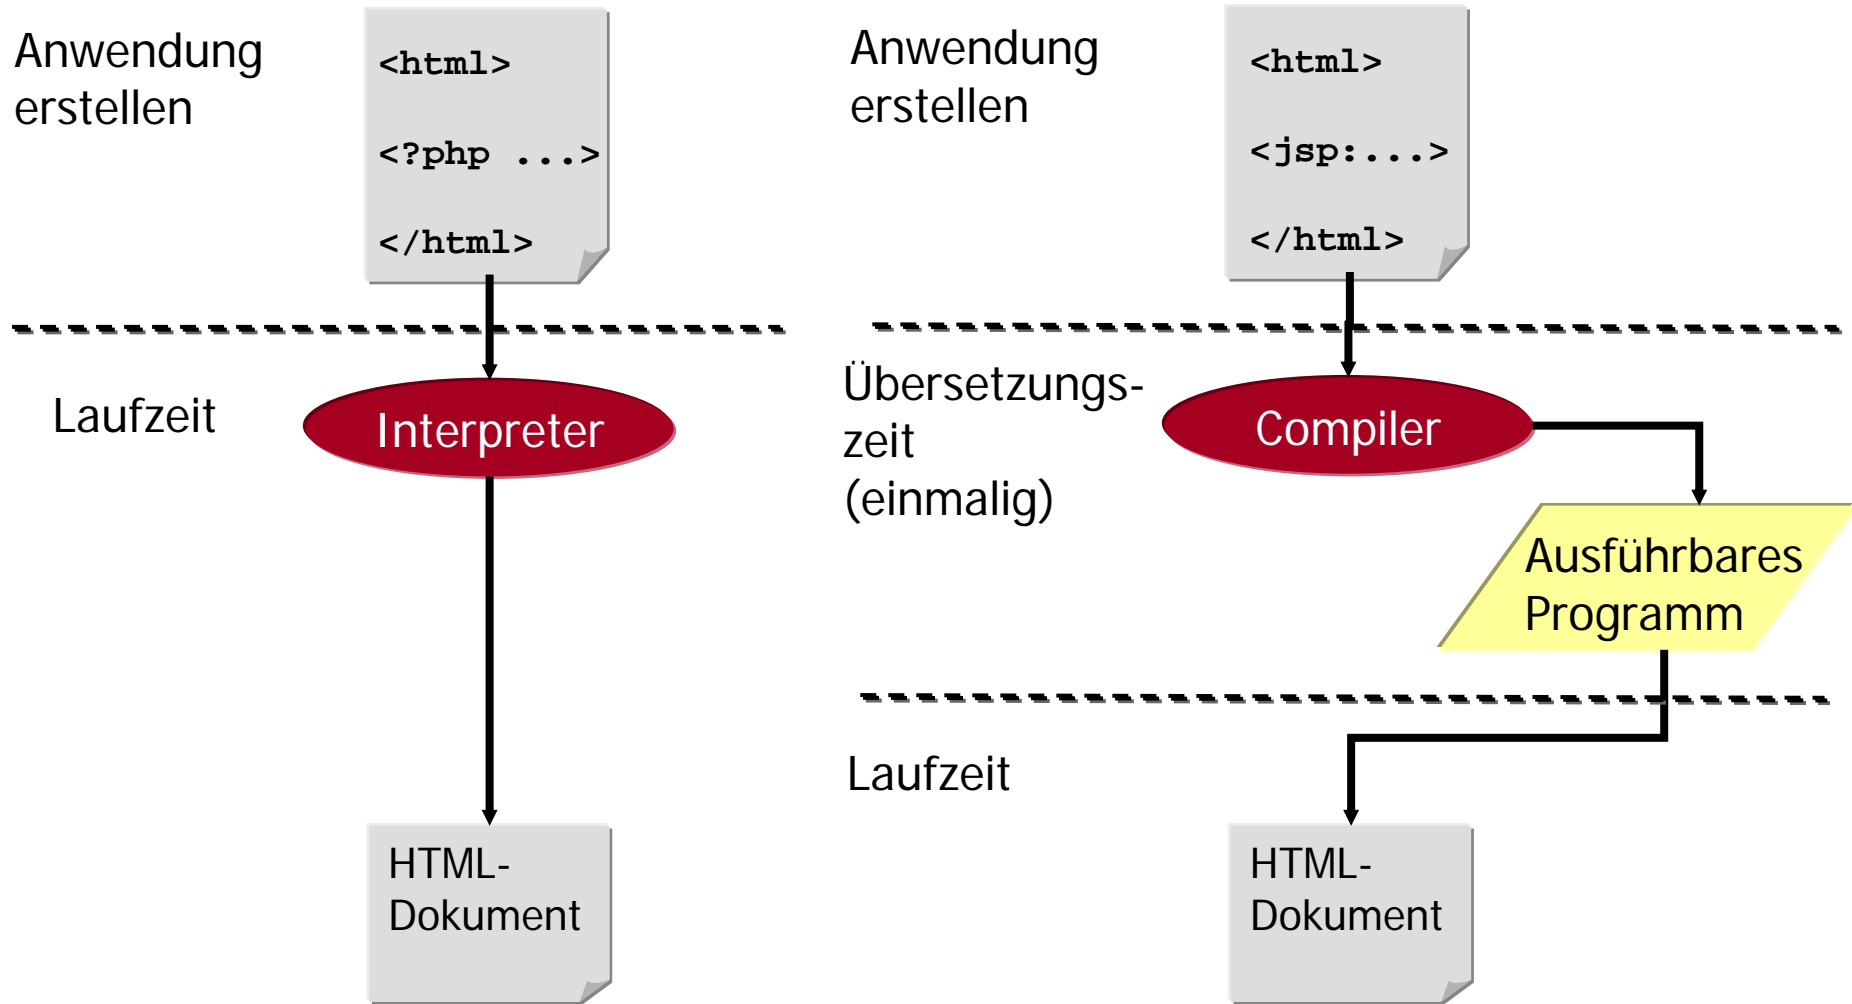 Anwendung
erstellen
<html>
<?php ...>
</html>
Laufzeit
Interpreter
HTML-
Dokument
Anwendung
erstellen
<html>
<jsp:...>
</html>
Übersetzungs-
zeit
(einmalig)
Compiler
Ausführbares
Programm
Laufzeit
HTML-
Dokument